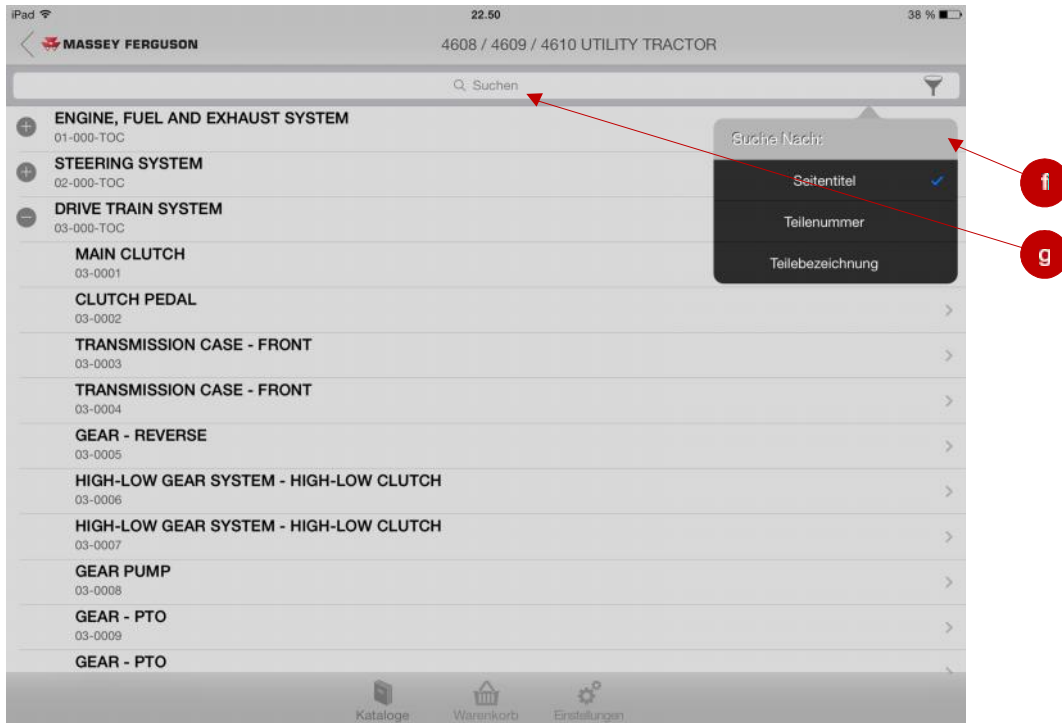 iPad 22.50 38 %
MASSEY FERGUSON 4608 / 4609 / 4610 UTILITY TRACTOR
Suchen
ENGINE, FUEL AND EXHAUST SYSTEM
01-000-TOC
Suche Nach:
STEERING SYSTEM
02-000-TOC
Seitentitel
f
DRIVE TRAIN SYSTEM
03-000-TOC
Teilenummer
MAIN CLUTCH
03-0001
Teilebezeichnung
g
CLUTCH PEDAL
03-0002
TRANSMISSION CASE - FRONT
03-0003
TRANSMISSION CASE - FRONT
03-0004
GEAR - REVERSE
03-0005
HIGH-LOW GEAR SYSTEM - HIGH-LOW CLUTCH
03-0006
HIGH-LOW GEAR SYSTEM - HIGH-LOW CLUTCH
03-0007
GEAR PUMP
03-0008
GEAR - PTO
03-0009
GEAR - PTO
Kataloge Warenkorb Einstellungen